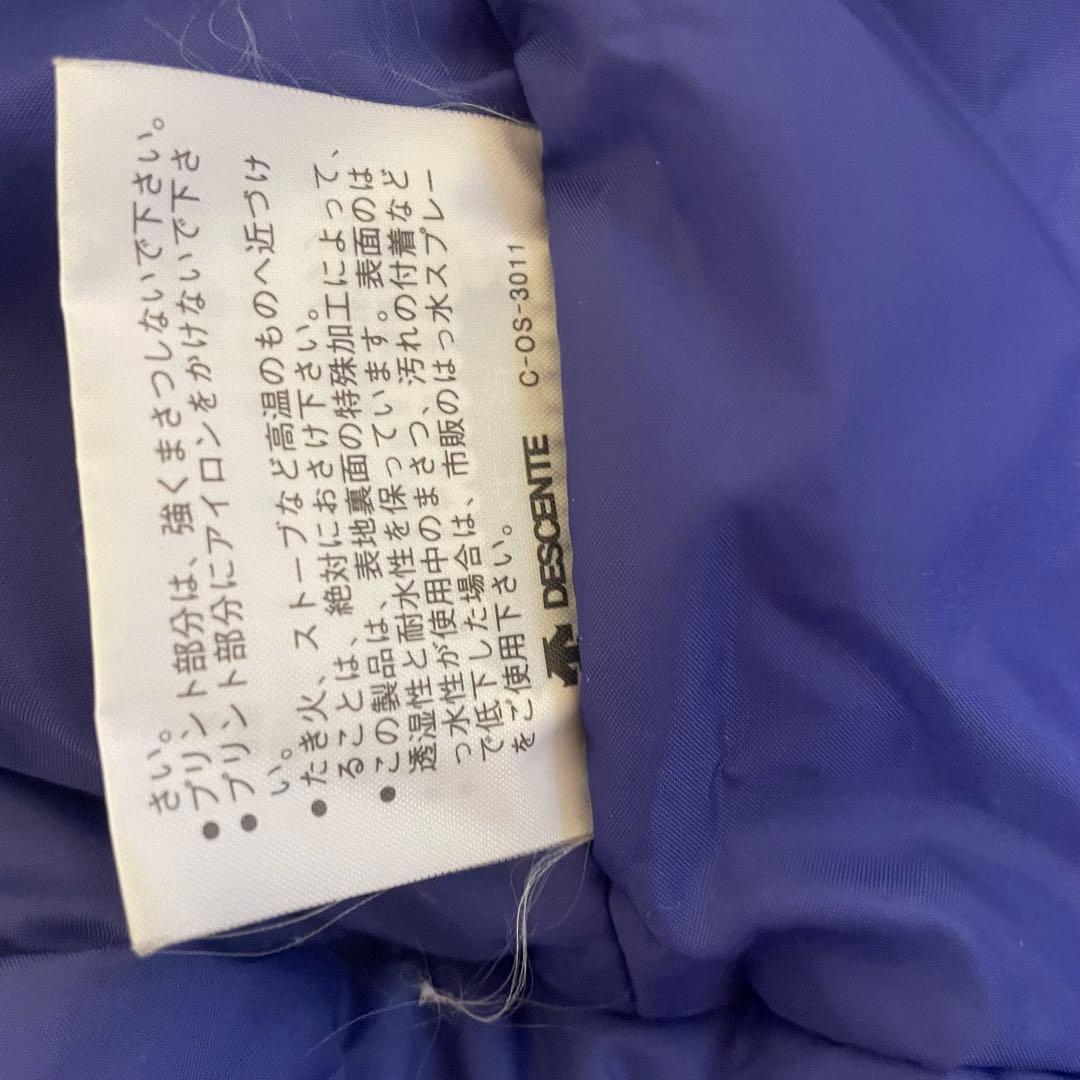 さい。
●プリント部分は、強くまさつしないで下さい。
●プリント部分にアイロンをかけないで下さ
い。
●たき火、ストーブなど高温のものへ近づけ
ることは、絶対におさけ下さい。
●この製品は、表地裏面の特殊加工によって、
透湿性と耐水性を保っています。表面のは
っ水性が使用中のまさつ、汚れの付着など
で低下した場合は、市販のはっ水スプレー
をご使用下さい。
DESCENTE C-OS-3011